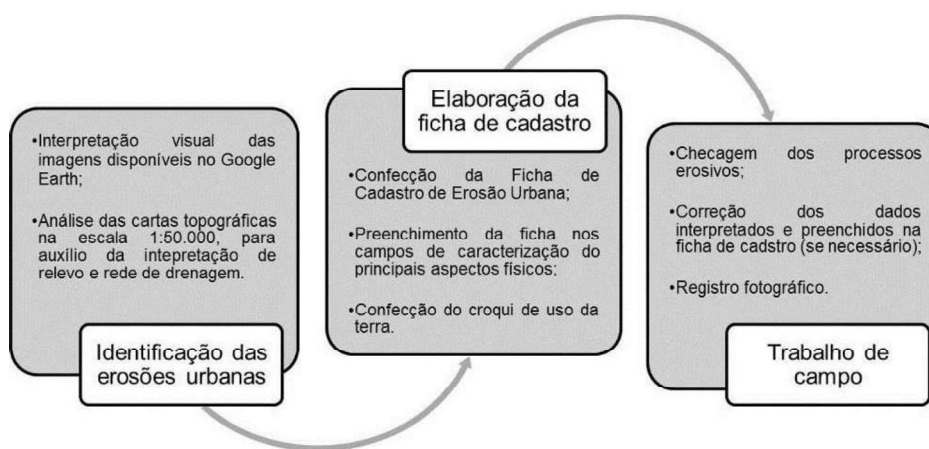 •Interpretação visual das
imagens disponíveis no Google
Earth;
•Análise das cartas topográficas
na escala 1:50.000, para
auxílio da intepretação de
relevo e rede de drenagem.
Identificação das
erosões urbanas
Elaboração da
ficha de cadastro
•Confecção da Ficha de
Cadastro de Erosão Urbana;
•Preenchimento da ficha nos
campos de caracterização do
principais aspectos físicos;
•Confecção do croqui de uso da
terra.
•Checagem dos processos
erosivos;
•Correção dos dados
interpretados e preenchidos na
ficha de cadstro (se necessário);
•Registro fotográfico.
Trabalho de
campo